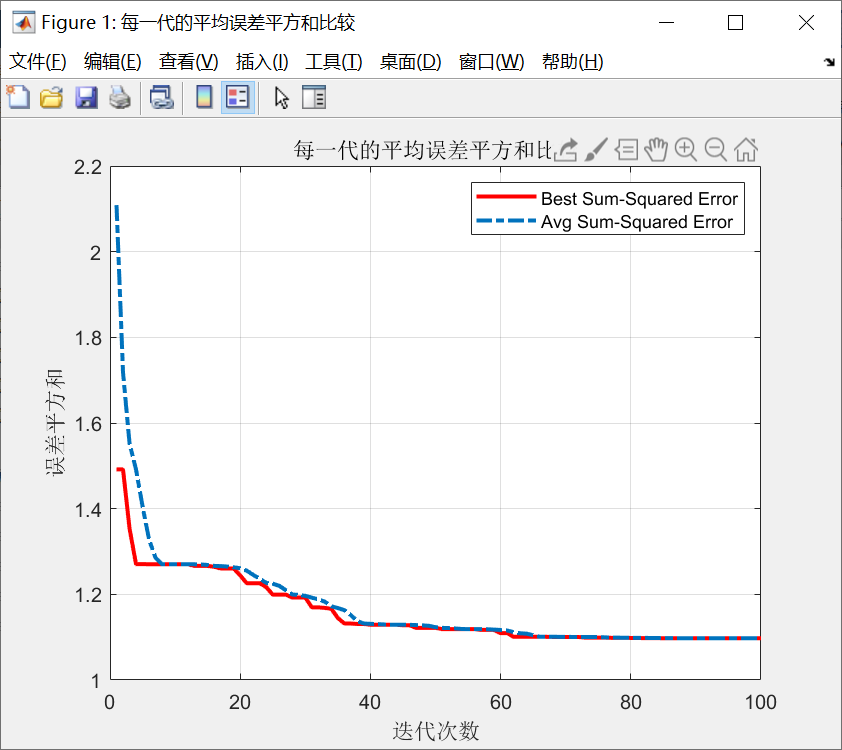 Figure 1: 每一代的平均误差平方和比较
文件(F) 编辑(E) 查看(V) 插入(I) 工具(T) 桌面(D) 窗口(W) 帮助(H)
每一代的平均误差平方和比
2.2
2
1.8
1.6
1.4
1.2
1
误差平方和
Best Sum-Squared Error
Avg Sum-Squared Error
0 20 40 60 80 100
迭代次数